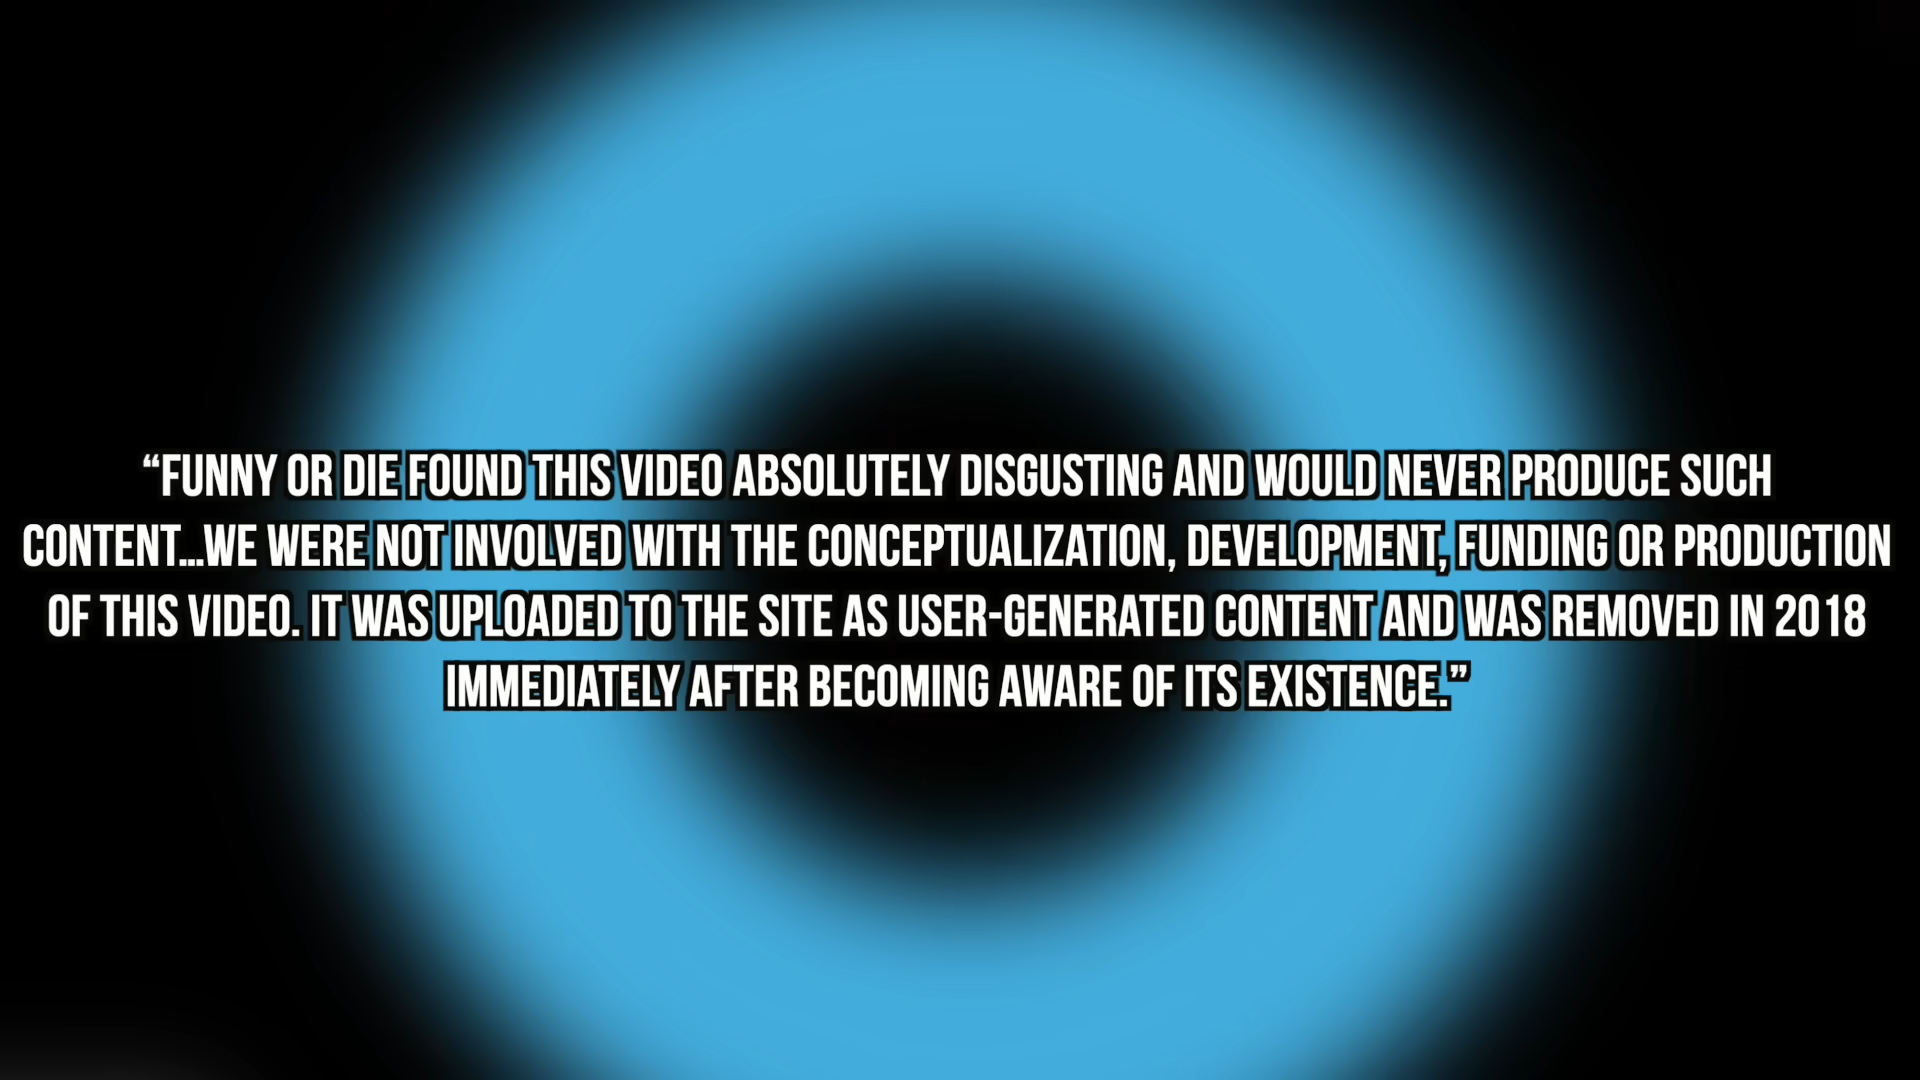 “FUNNY OR DIE FOUND THIS VIDEO ABSOLUTELY DISGUSTING AND WOULD NEVER PRODUCE SUCH
CONTENT...WE WERE NOT INVOLVED WITH THE CONCEPTUALIZATION, DEVELOPMENT, FUNDING OR PRODUCTION
OF THIS VIDEO. IT WAS UPLOADED TO THE SITE AS USER-GENERATED CONTENT AND WAS REMOVED IN 2018
IMMEDIATELY AFTER BECOMING AWARE OF ITS EXISTENCE.”